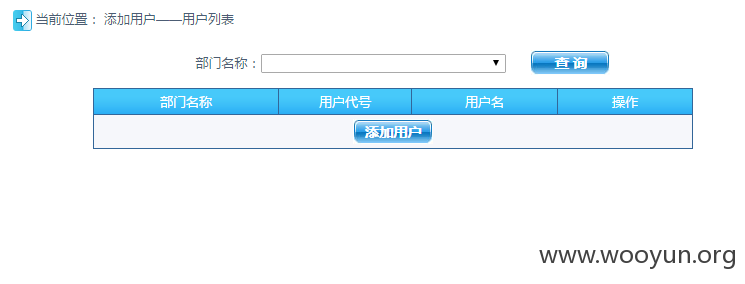 当前位置： 添加用户——用户列表
部门名称： 查 询
部门名称 用户代号 用户名 操作
添加用户
www.wooyun.org